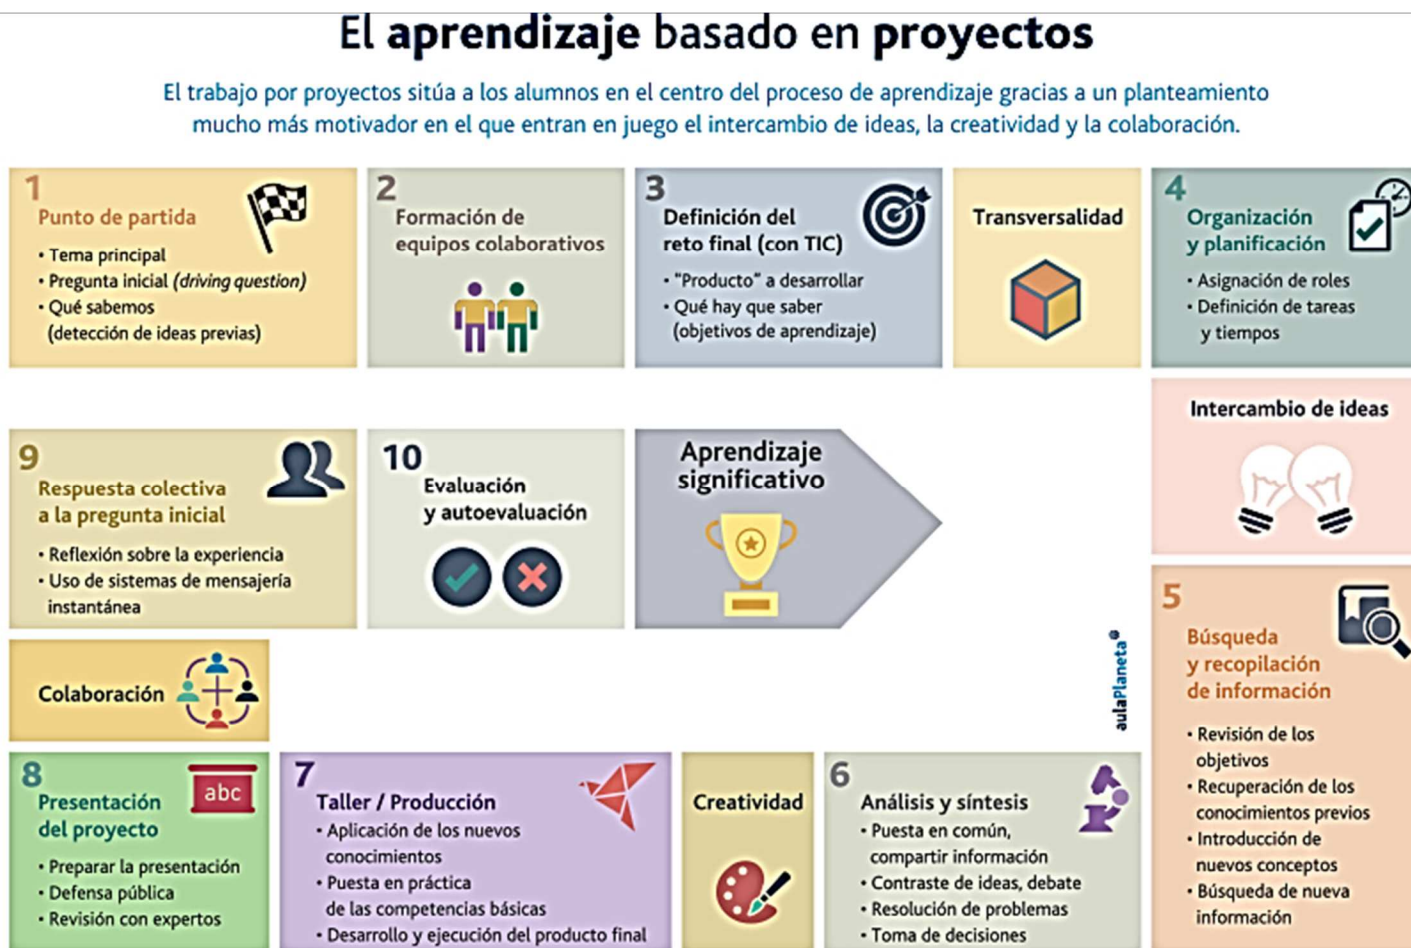 El aprendizaje basado en proyectos
El trabajo por proyectos sitúa a los alumnos en el centro del proceso de aprendizaje gracias a un planteamiento
mucho más motivador en el que entran en juego el intercambio de ideas, la creatividad y la colaboración.
1
Punto de partida
• Tema principal
• Pregunta inicial (driving question)
• Qué sabemos
(detección de ideas previas)
2
Formación de
equipos colaborativos
3
Definición del
reto final (con TIC)
• "Producto" a desarrollar
• Qué hay que saber
(objetivos de aprendizaje)
Transversalidad
4
Organización
y planificación
• Asignación de roles
• Definición de tareas
y tiempos
Intercambio de ideas
5
Búsqueda
y recopilación
de información
• Revisión de los
objetivos
• Recuperación de los
conocimientos previos
• Introducción de
nuevos conceptos
• Búsqueda de nueva
información
6
Análisis y síntesis
• Puesta en común,
compartir información
• Contraste de ideas, debate
• Resolución de problemas
• Toma de decisiones
Creatividad
7
Taller / Producción
• Aplicación de los nuevos
conocimientos
• Puesta en práctica
de las competencias básicas
• Desarrollo y ejecución del producto final
8
Presentación
del proyecto
abc
• Preparar la presentación
• Defensa pública
• Revisión con expertos
Colaboración
9
Respuesta colectiva
a la pregunta inicial
• Reflexión sobre la experiencia
• Uso de sistemas de mensajería
instantánea
10
Evaluación
y autoevaluación
Aprendizaje
significativo
aulaPlaneta